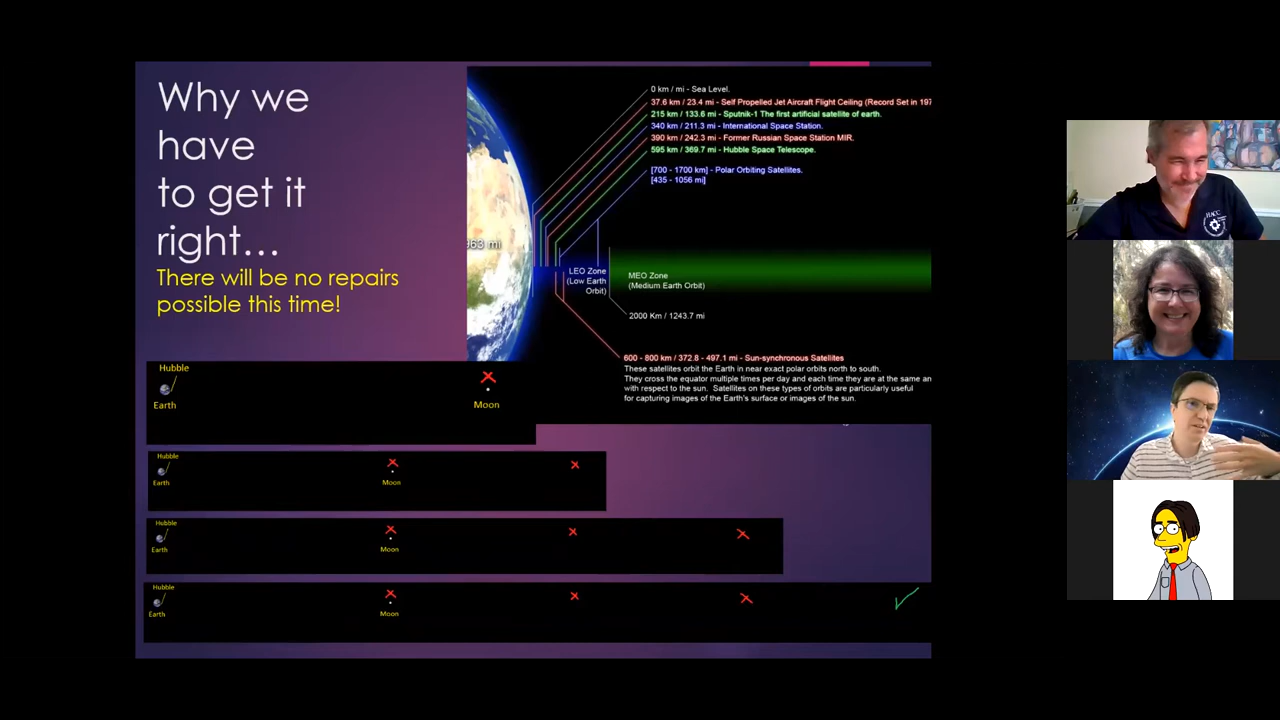 Why we
have
to get it
right...
There will be no repairs
possible this time!
0 km / mi - Sea Level.
37.6 km / 23.4 mi - Self Propelled Jet Aircraft Flight Ceiling (Record Set in 197
215 km / 133.6 mi - Sputnik-1 The first artificial satellite of earth.
340 km / 211.3 mi - International Space Station.
390 km / 242.3 mi - Former Russian Space Station MIR.
595 km / 369.7 mi - Hubble Space Telescope.
[700 - 1700 km] - Polar Orbiting Satellites.
[435 - 1056 mi]
963 mi
LEO Zone
(Low Earth
Orbit)
MEO Zone
(Medium Earth Orbit)
2000 Km / 1243.7 mi
600 - 800 km / 372.8 - 497.1 mi - Sun-synchronous Satellites
These satellites orbit the Earth in near exact polar orbits north to south.
They cross the equator multiple times per day and each time they are at the same an
with respect to the sun. Satellites on these types of orbits are particularly useful
for capturing images of the Earth's surface or images of the sun.
Hubble
Earth
Moon
Hubble
Earth
Moon
Hubble
Earth
Moon
Hubble
Earth
Moon
HACC